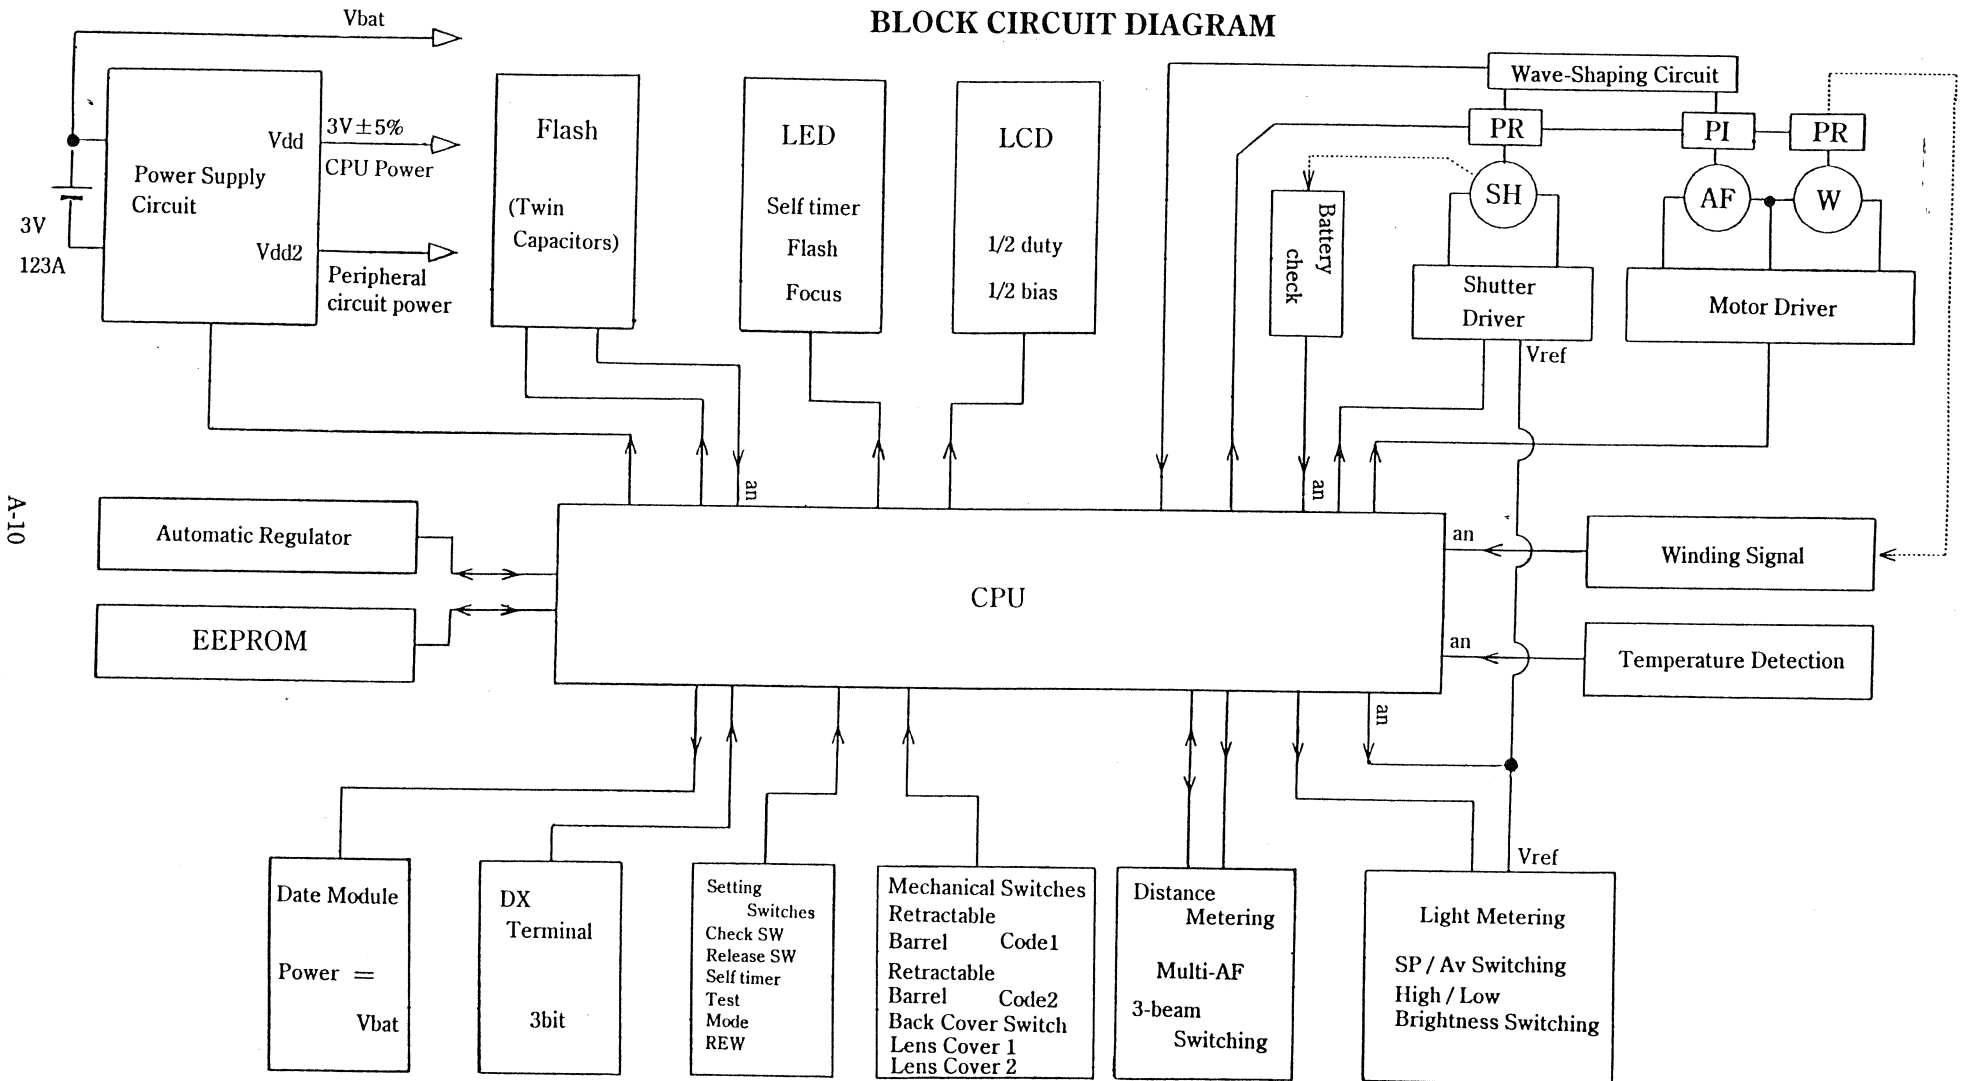 BLOCK CIRCUIT DIAGRAM
Vbat
Power Supply
Circuit
Vdd
3V±5%
CPU Power
Vdd2
Peripheral
circuit power
3V
123A
Flash
(Twin
Capacitors)
LED
Self timer
Flash
Focus
LCD
1/2 duty
1/2 bias
Wave-Shaping Circuit
PR
PI
PR
SH
AF
W
Battery
check
Shutter
Driver
Vref
Motor Driver
an
an
A-10
Automatic Regulator
EEPROM
CPU
an
Winding Signal
an
Temperature Detection
an
Vref
Date Module
Power =
Vbat
DX
Terminal
3bit
Setting
Switches
Check SW
Release SW
Self timer
Test
Mode
REW
Mechanical Switches
Retractable
Barrel Code1
Retractable
Barrel Code2
Back Cover Switch
Lens Cover 1
Lens Cover 2
Distance
Metering
Multi-AF
3-beam
Switching
Light Metering
SP / Av Switching
High / Low
Brightness Switching